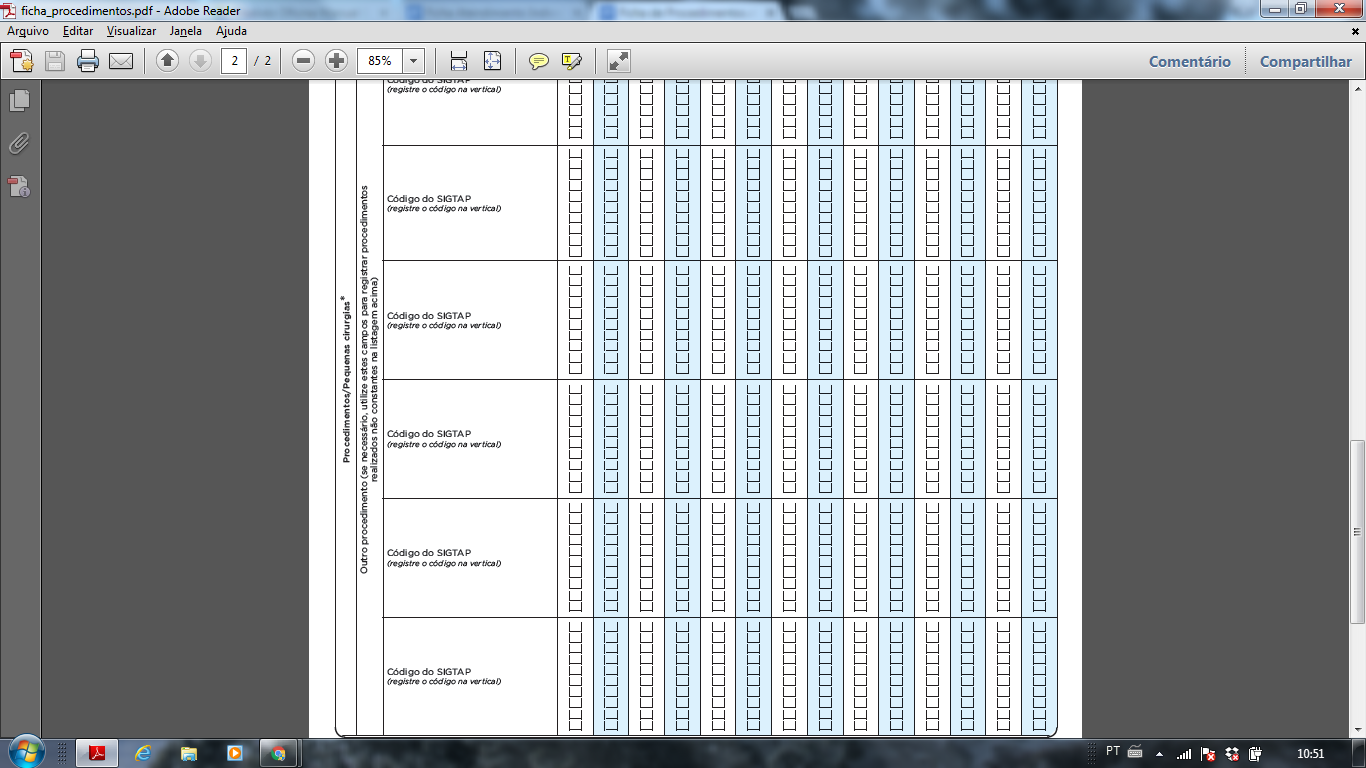 ficha_procedimentos.pdf - Adobe Reader
Arquivo Editar Visualizar Janela Ajuda
2 / 2 85% Comentário Compartilhar
Código do SIGTAP
(registre o código na vertical)
Código do SIGTAP
(registre o código na vertical)
Código do SIGTAP
(registre o código na vertical)
Código do SIGTAP
(registre o código na vertical)
Código do SIGTAP
(registre o código na vertical)
Código do SIGTAP
(registre o código na vertical)
Procedimentos/Pequenas cirurgias*
Outro procedimento (se necessário, utilize estes campos para registrar procedimentos
realizados não constantes na listagem acima)
PT 10:51